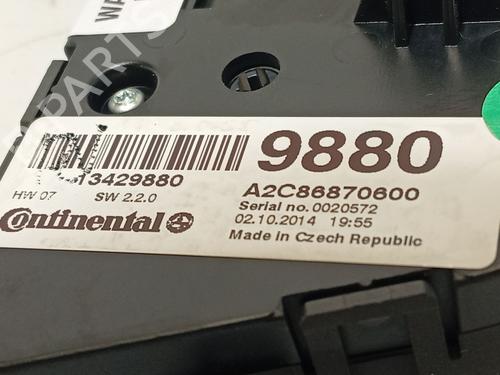 WA
9880
13429880
A2C86870600
HW 07 SW 2.2.0
Serial no.0020572
02.10.2014 19:55
Continental
Made in Czech Republic